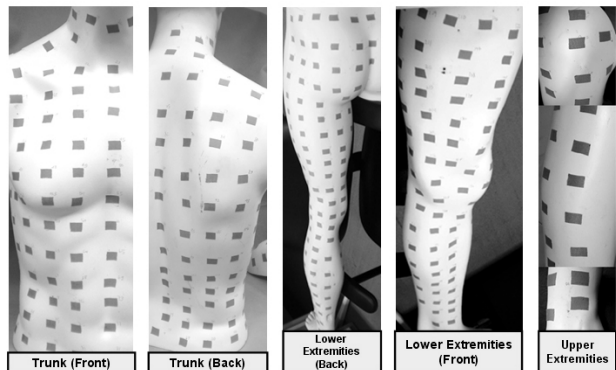 Trunk (Front)
Trunk (Back)
Lower
Extremities
(Back)
Lower Extremities
(Front)
Upper
Extremities